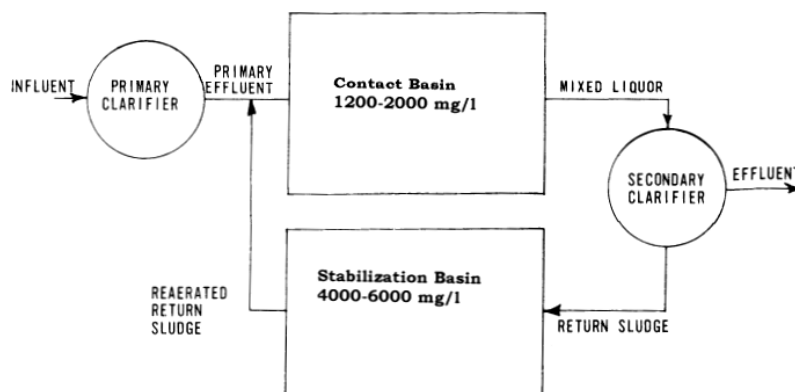 INFLUENT
PRIMARY
CLARIFIER
PRIMARY
EFFLUENT
Contact Basin
1200-2000 mg/l
MIXED LIQUOR
SECONDARY
CLARIFIER
EFFLUENT
Stabilization Basin
4000-6000 mg/l
REAERATED
RETURN
SLUDGE
RETURN SLUDGE